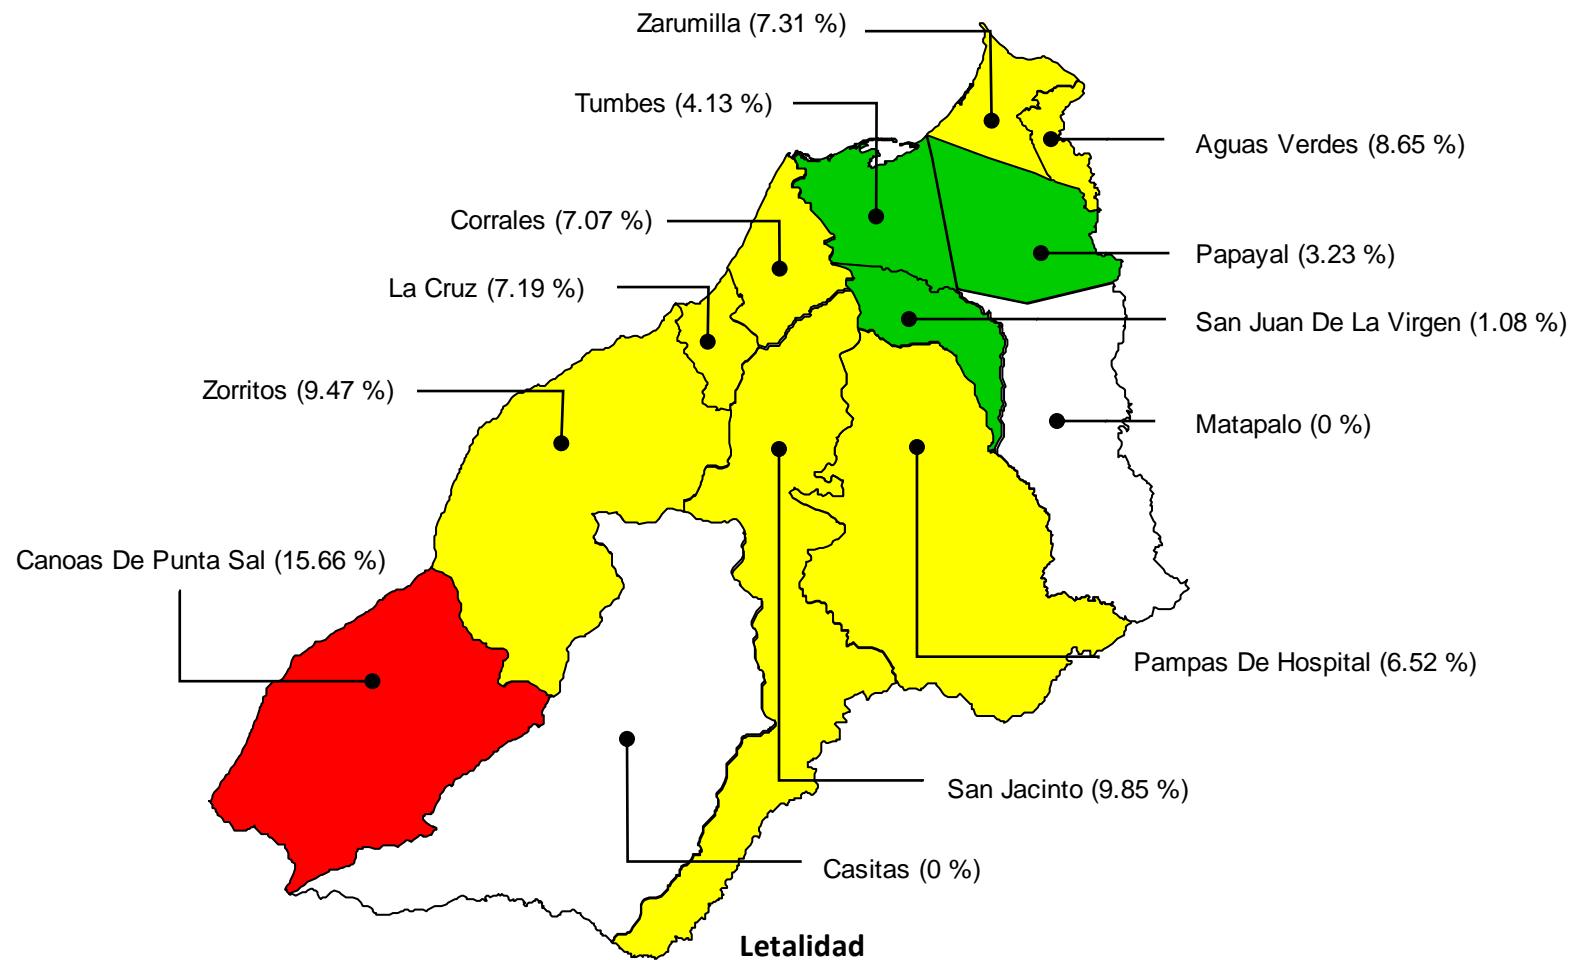 Zarumilla (7.31 %)
Tumbes (4.13 %)
Aguas Verdes (8.65 %)
Corrales (7.07 %)
Papayal (3.23 %)
La Cruz (7.19 %)
San Juan De La Virgen (1.08 %)
Zorritos (9.47 %)
Matapalo (0 %)
Canoas De Punta Sal (15.66 %)
Pampas De Hospital (6.52 %)
San Jacinto (9.85 %)
Casitas (0 %)
Letalidad